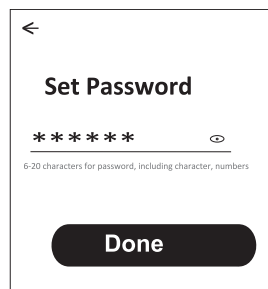 Set Password
******
6-20 characters for password, including character, numbers
Done